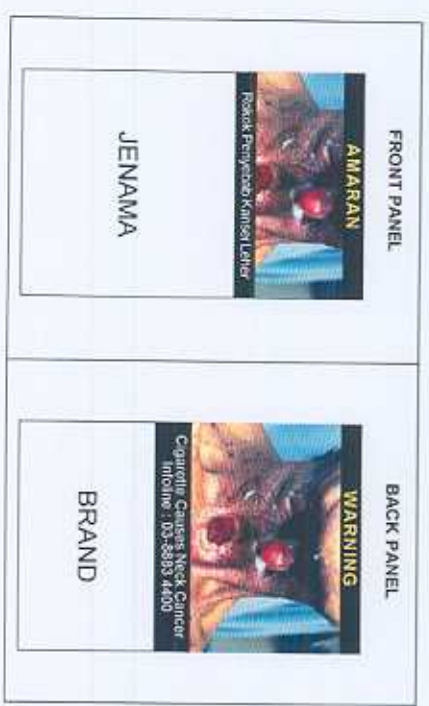 FRONT PANEL
AMARAN
Rokok Penyebab Kanser Leher
JENAMA
BACK PANEL
WARNING
Cigarette Causes Neck Cancer
Infoline : 03-8883 4400
BRAND